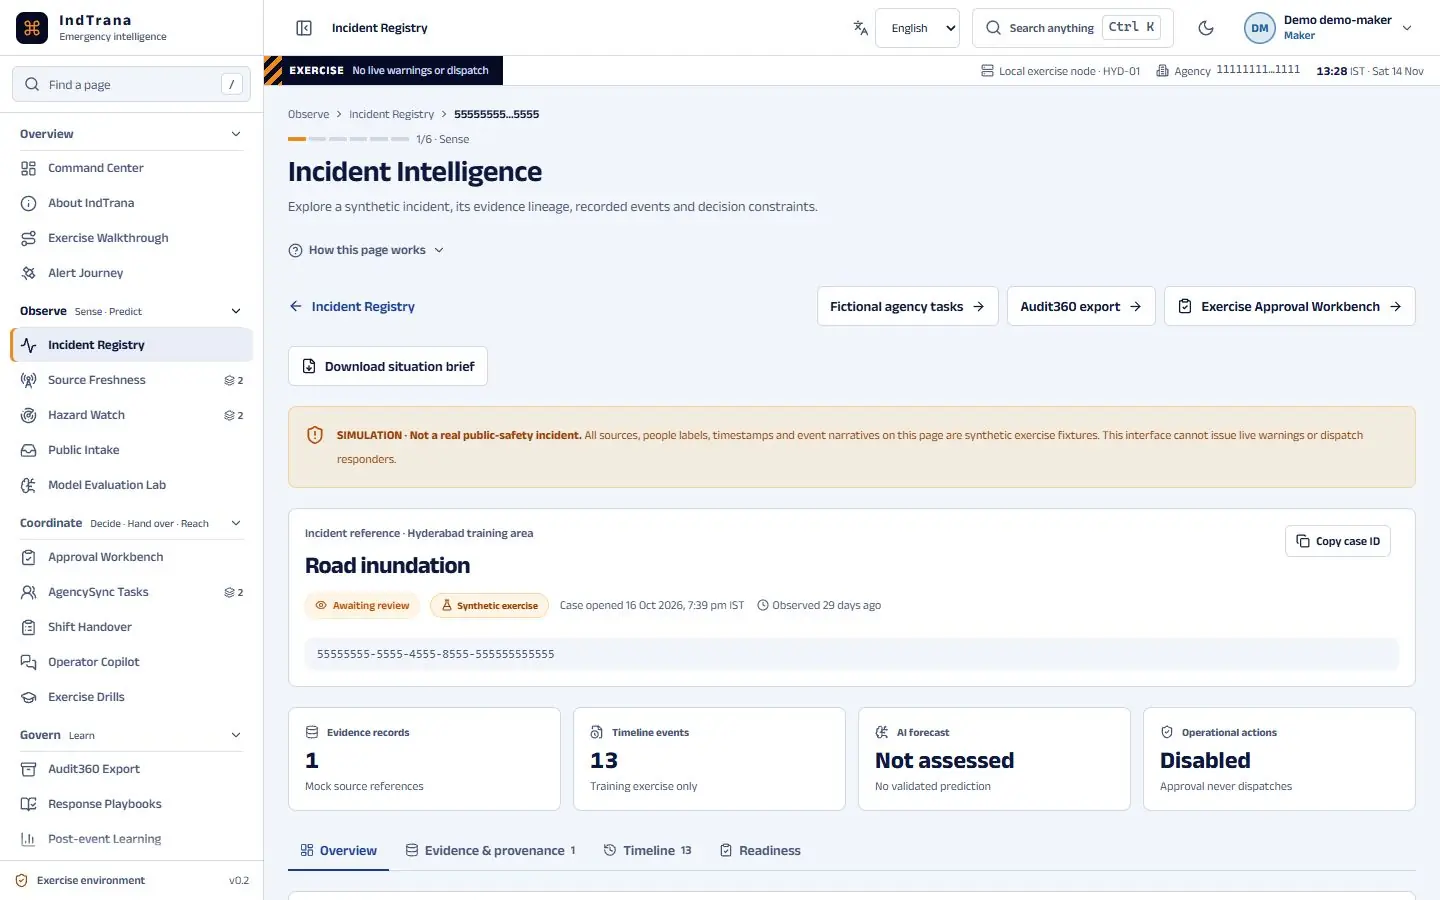 IndTrana
Emergency intelligence
Incident Registry
English
Search anything
Ctrl K
DM
Demo demo-maker
Maker
Find a page
/
EXERCISE No live warnings or dispatch
Local exercise node · HYD-01
Agency 11111111…1111
13:28 IST · Sat 14 Nov
Overview
Command Center
About IndTrana
Exercise Walkthrough
Alert Journey
Observe Sense · Predict
Incident Registry
Source Freshness 2
Hazard Watch 2
Public Intake
Model Evaluation Lab
Coordinate Decide · Hand over · Reach
Approval Workbench
AgencySync Tasks 2
Shift Handover
Operator Copilot
Exercise Drills
Govern Learn
Audit360 Export
Response Playbooks
Post-event Learning
Exercise environment v0.2
Observe > Incident Registry > 55555555…5555
1/6 · Sense
Incident Intelligence
Explore a synthetic incident, its evidence lineage, recorded events and decision constraints.
How this page works
← Incident Registry
Fictional agency tasks →
Audit360 export →
Exercise Approval Workbench →
Download situation brief
SIMULATION · Not a real public-safety incident. All sources, people labels, timestamps and event narratives on this page are synthetic exercise fixtures. This interface cannot issue live warnings or dispatch
responders.
Incident reference · Hyderabad training area
Copy case ID
Road inundation
Awaiting review
Synthetic exercise
Case opened 16 Oct 2026, 7:39 pm IST
Observed 29 days ago
55555555-5555-4555-8555-555555555555
Evidence records
1
Mock source references
Timeline events
13
Training exercise only
AI forecast
Not assessed
No validated prediction
Operational actions
Disabled
Approval never dispatches
Overview
Evidence & provenance 1
Timeline 13
Readiness